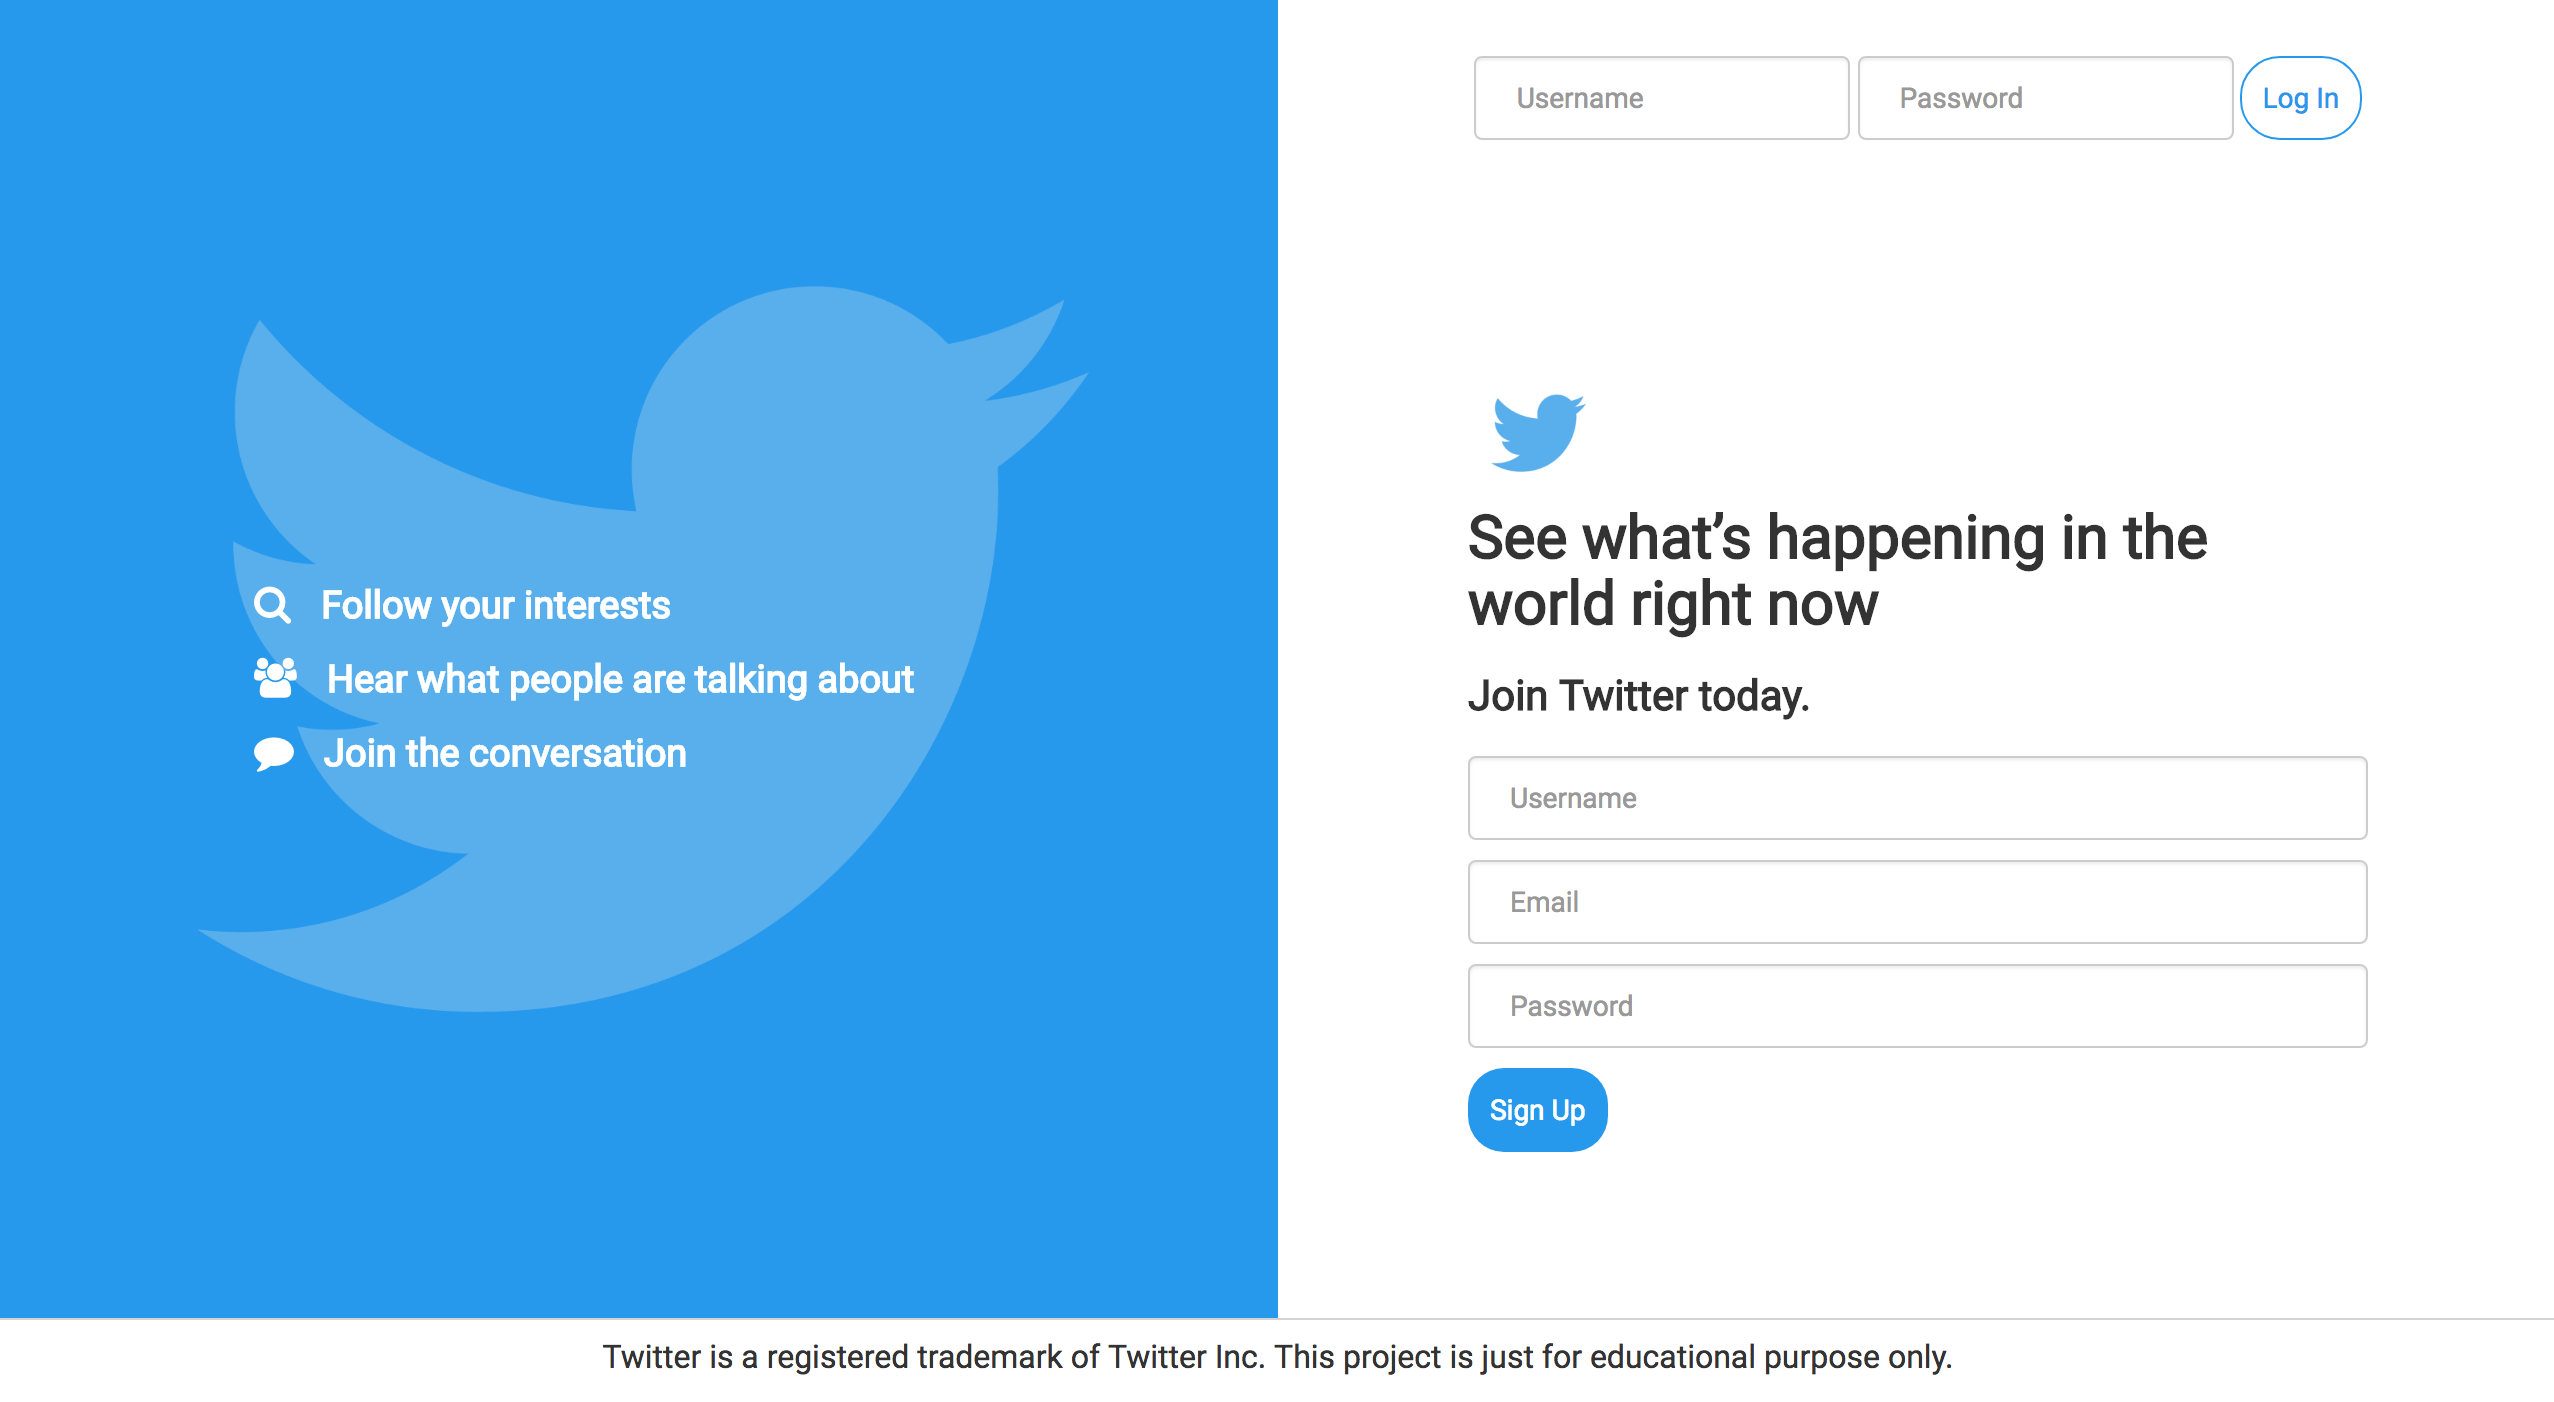 Username
Password
Log In
Follow your interests
Hear what people are talking about
Join the conversation
See what’s happening in the
world right now
Join Twitter today.
Username
Email
Password
Sign Up
Twitter is a registered trademark of Twitter Inc. This project is just for educational purpose only.